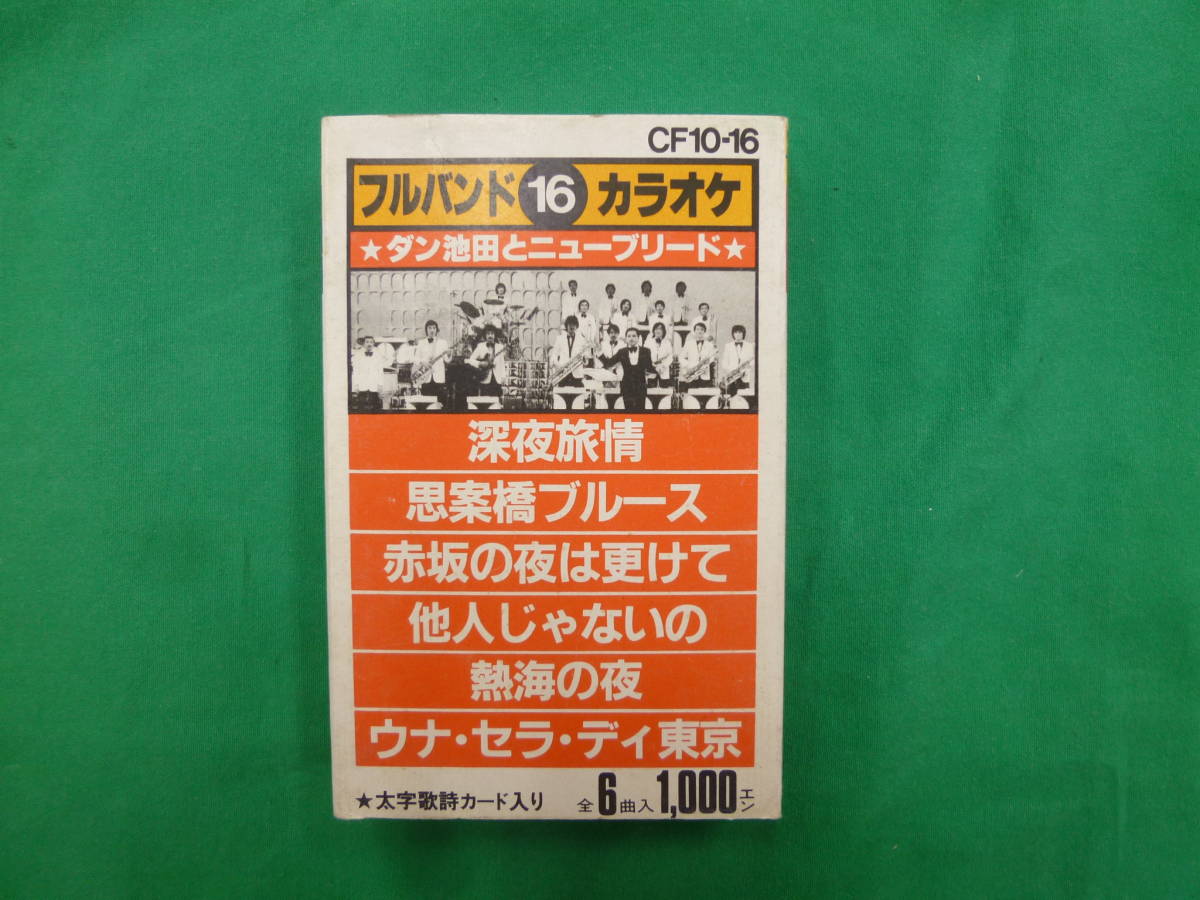 CF10-16
フルバンド 16 カラオケ
★ダン池田とニューブリード★
深夜旅情
思案橋ブルース
赤坂の夜は更けて
他人じゃないの
熱海の夜
ウナ・セラ・ディ東京
★太字歌詩カード入り 全6曲入1,000エン